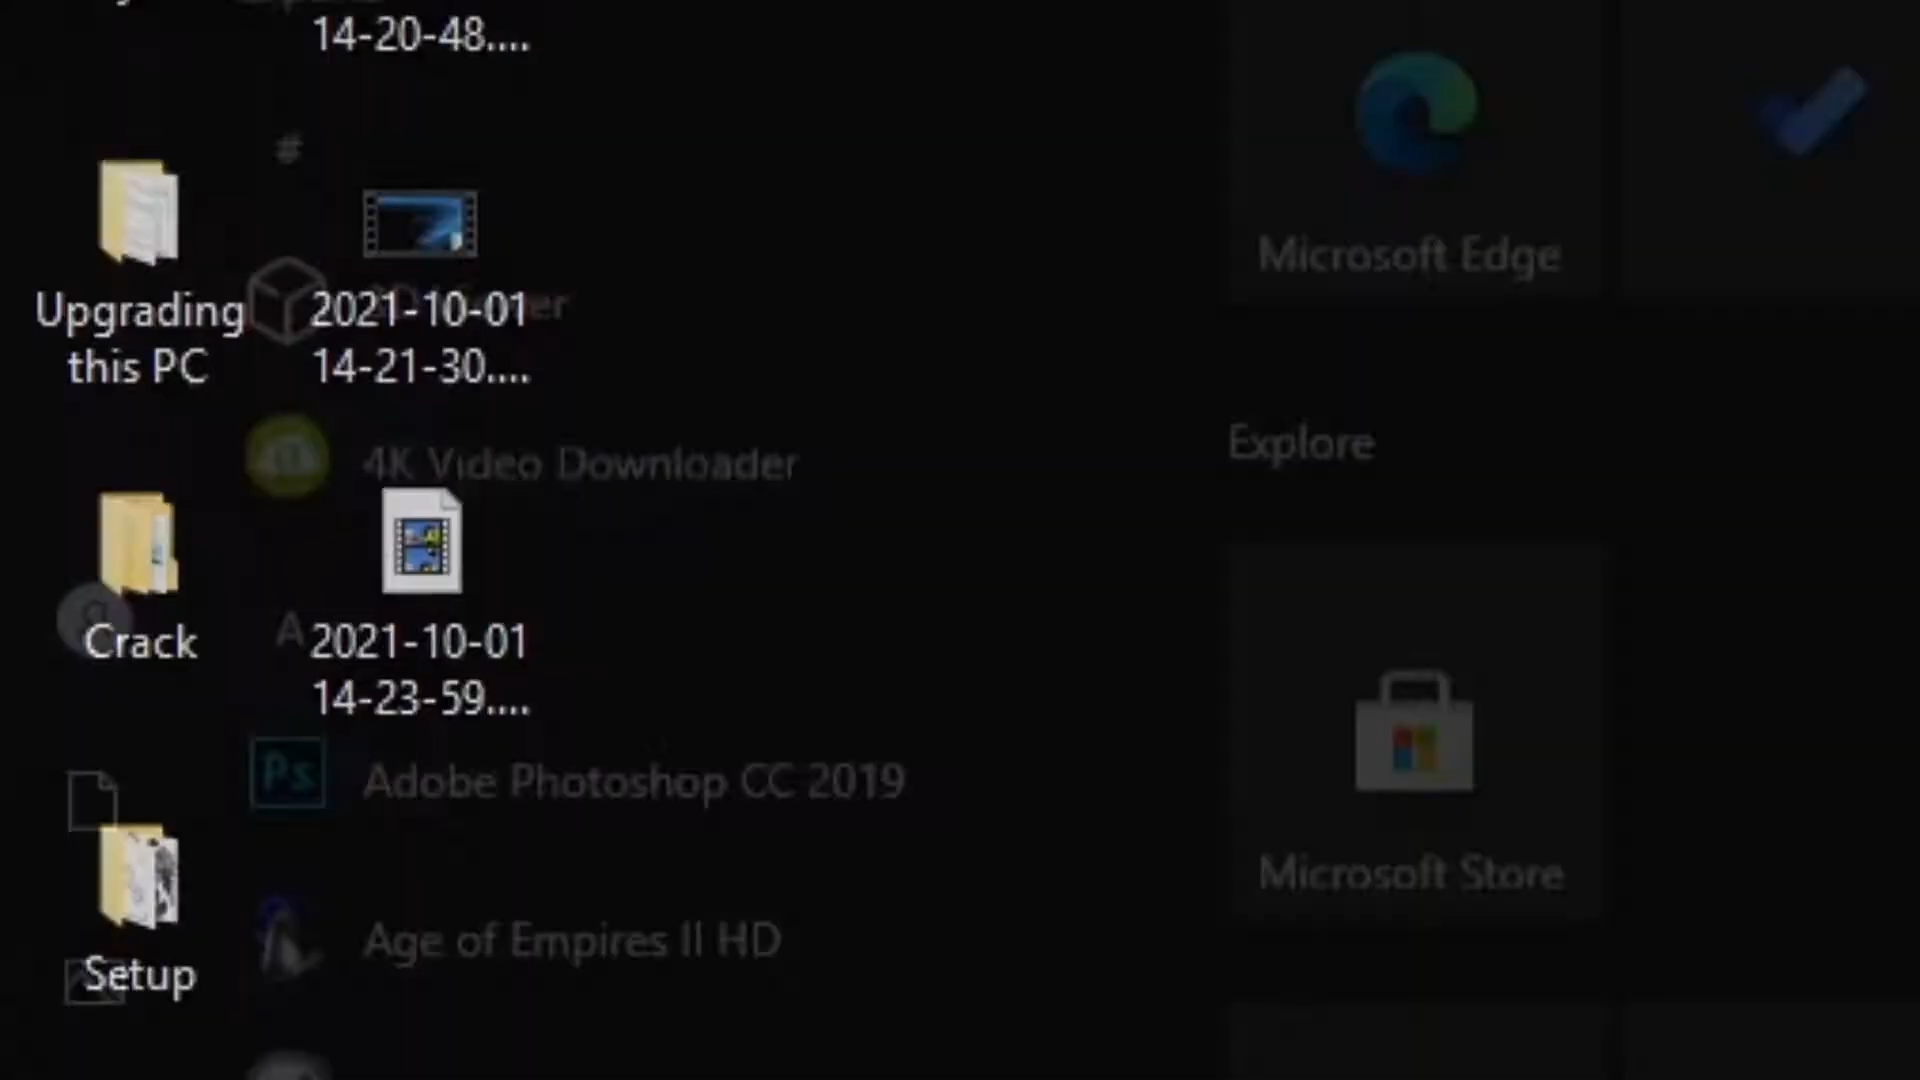 14-20-48....
#
Microsoft Edge
Upgrading
this PC
2021-10-01
14-21-30....
4K Video Downloader
Explore
Crack
A
2021-10-01
14-23-59....
Ps
Adobe Photoshop CC 2019
Microsoft Store
Setup
Age of Empires II HD